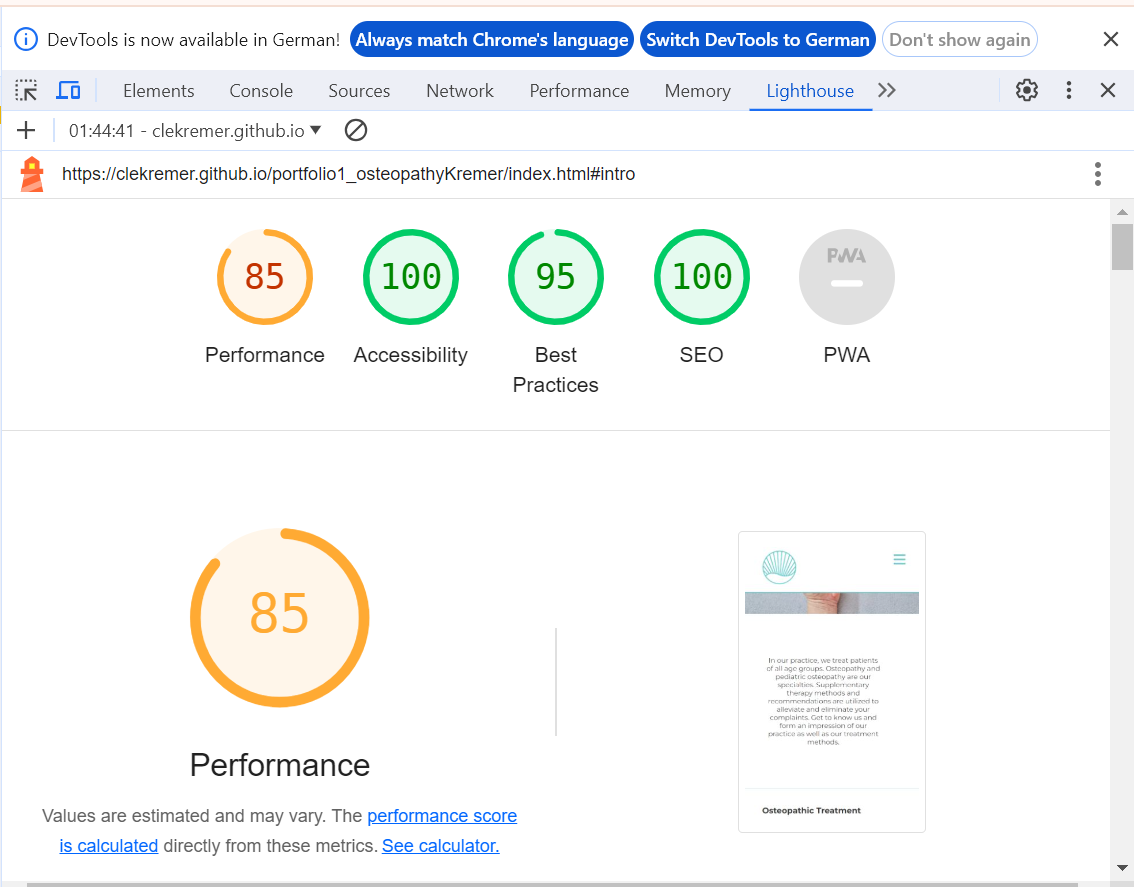 DevTools is now available in German! Always match Chrome's language Switch DevTools to German Don't show again
Elements Console Sources Network Performance Memory Lighthouse
01:44:41 - clekremer.github.io
https://clekremer.github.io/portfolio1_osteopathyKremer/index.html#intro
85 100 95 100 PWA
Performance Accessibility Best SEO PWA
Practices
85
Performance
Values are estimated and may vary. The performance score
is calculated directly from these metrics. See calculator.
In our practice, we treat patients
of all age groups. Osteopathy and
pediatric osteopathy are our
specialties. Supplementary
therapy methods and
recommendations are utilized to
alleviate and eliminate your
complaints. Get to know us and
form an impression of our
practice as well as our treatment
methods.
Osteopathic Treatment